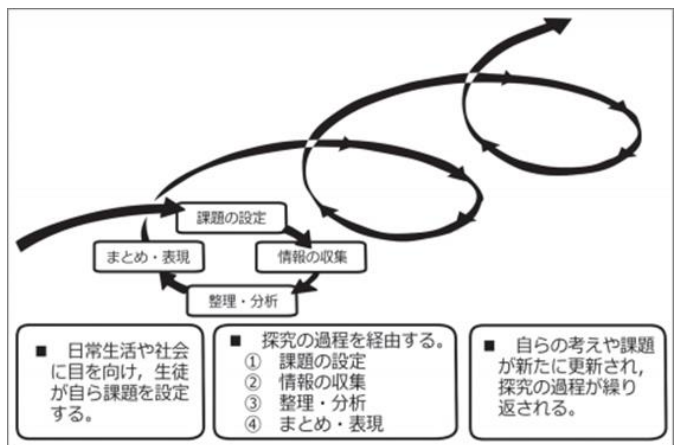 課題の設定
まとめ・表現
情報の収集
整理・分析
■ 日常生活や社会
に目を向け，生徒
が自ら課題を設定
する。
■ 探究の過程を経由する。
① 課題の設定
② 情報の収集
③ 整理・分析
④ まとめ・表現
■ 自らの考えや課題
が新たに更新され，
探究の過程が繰り
返される。